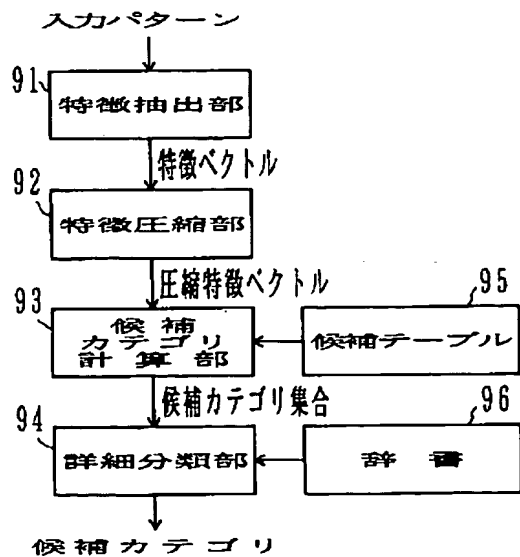 入力パターン
91
特徴抽出部
特徴ベクトル
92
特徴圧縮部
圧縮特徴ベクトル
93
候補
カテゴリ
計算部
95
候補テーブル
候補カテゴリ集合
94
詳細分類部
96
辞書
候補カテゴリ